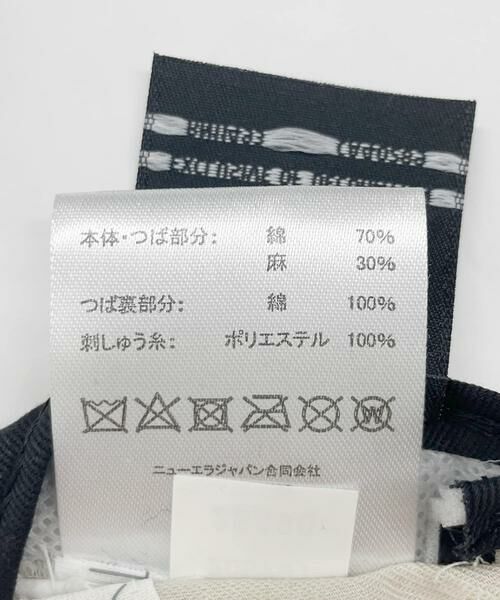 本体・つば部分： 綿 70%
麻 30%
つば裏部分： 綿 100%
刺しゅう糸： ポリエステル 100%
W
ニューエラジャパン合同会社